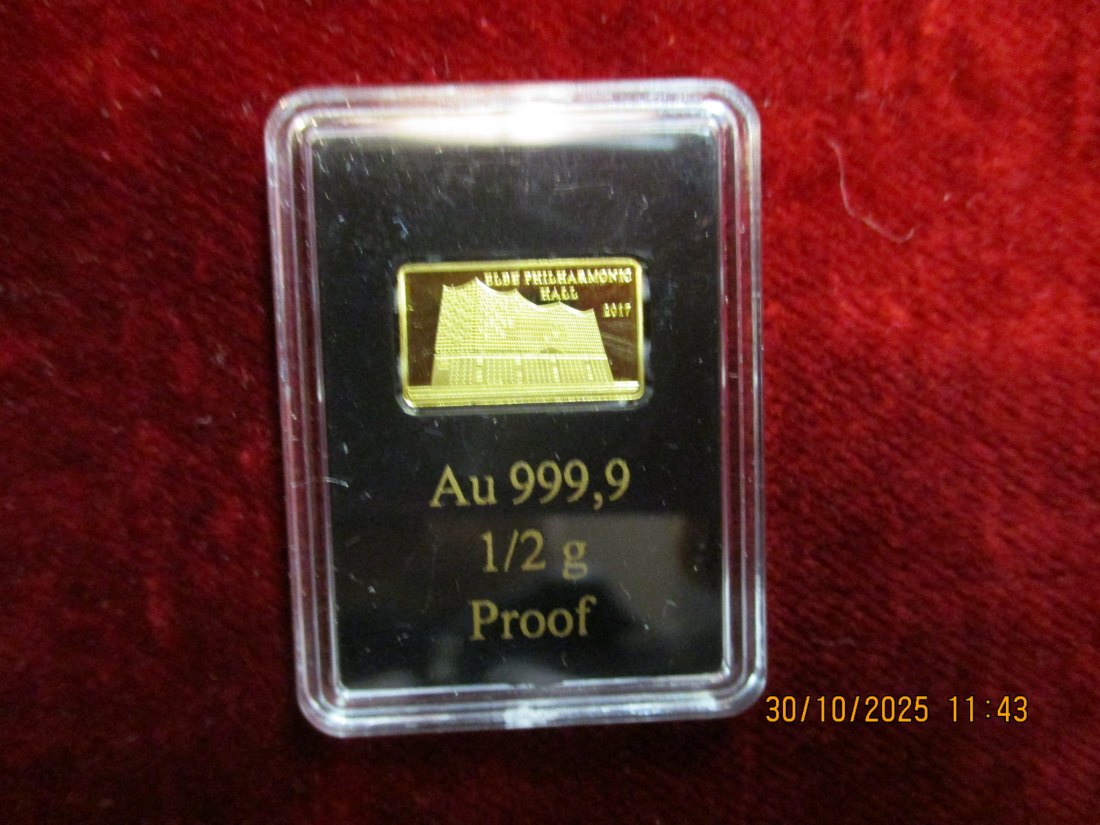 ELBE PHILHARMONIC
HALL
2017
Au 999,9
1/2 g
Proof
30/10/2025 11:43